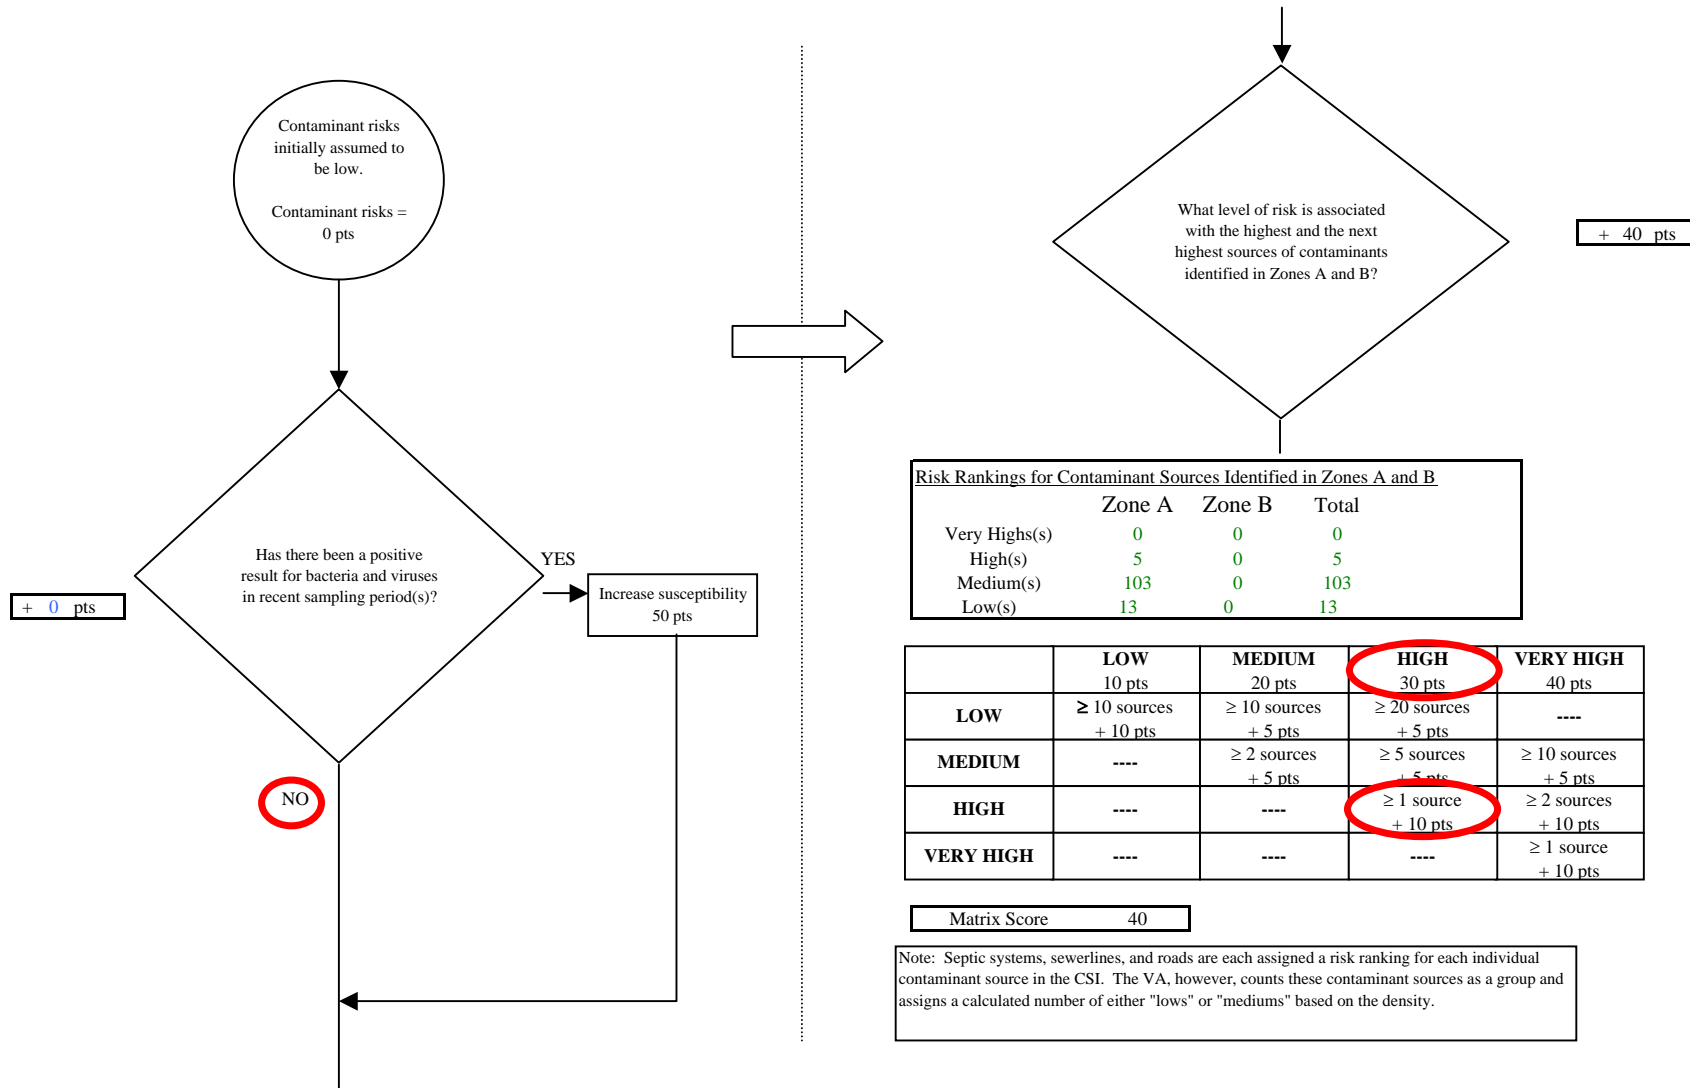 Contaminant risks
initially assumed to
be low.
Contaminant risks =
0 pts
Has there been a positive
result for bacteria and viruses
in recent sampling period(s)?
YES
Increase susceptibility
50 pts
+ 0 pts
NO
What level of risk is associated
with the highest and the next
highest sources of contaminants
identified in Zones A and B?
+ 40 pts
Risk Rankings for Contaminant Sources Identified in Zones A and B
Zone A Zone B Total
Very Highs(s) 0 0 0
High(s) 5 0 5
Medium(s) 103 0 103
Low(s) 13 0 13
LOW MEDIUM HIGH VERY HIGH
10 pts 20 pts 30 pts 40 pts
LOW ≥ 10 sources + 10 pts ≥ 10 sources + 5 pts ≥ 20 sources + 5 pts ----
MEDIUM ---- ≥ 2 sources + 5 pts ≥ 5 sources + 5 pts ≥ 10 sources + 5 pts
HIGH ---- ---- ≥ 1 source + 10 pts ≥ 2 sources + 10 pts
VERY HIGH ---- ---- ---- ≥ 1 source + 10 pts
Matrix Score 40
Note: Septic systems, sewerlines, and roads are each assigned a risk ranking for each individual
contaminant source in the CSI. The VA, however, counts these contaminant sources as a group and
assigns a calculated number of either "lows" or "mediums" based on the density.